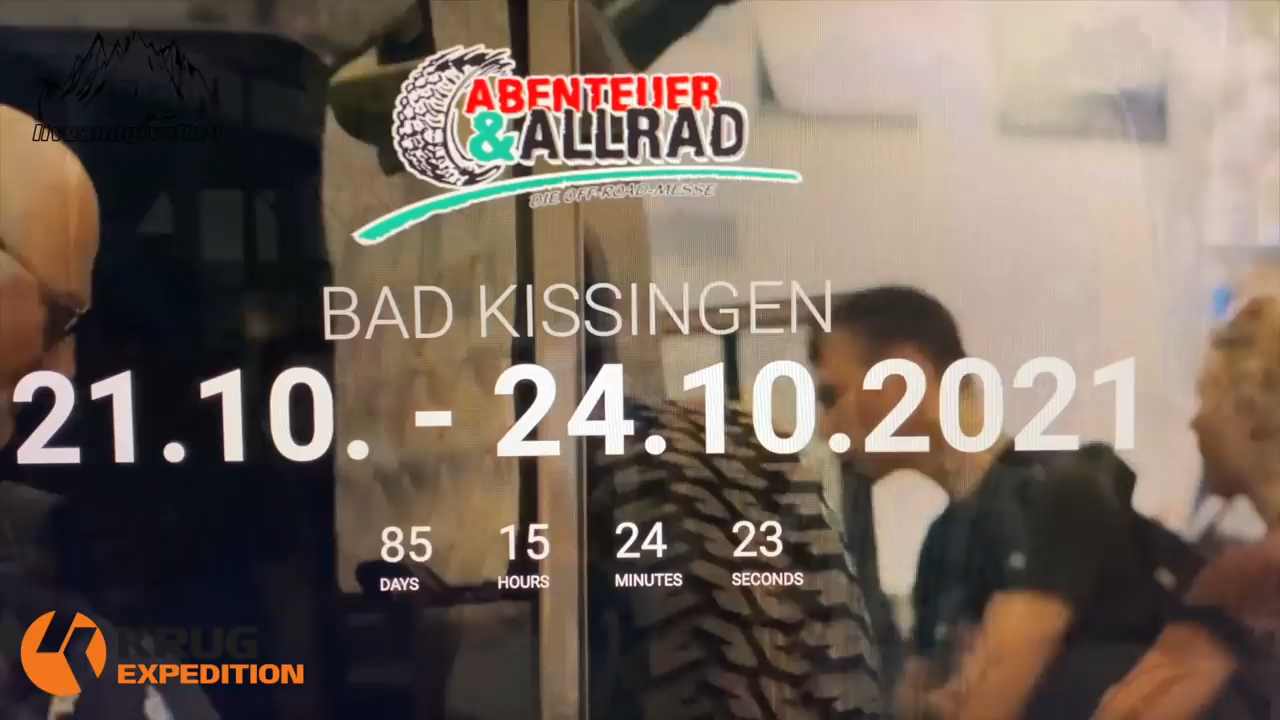 ABENTEUER
&ALLRAD
DIE OFF-ROAD-MESSE
BAD KISSINGEN
21.10. - 24.10.2021
85 15 24 23
DAYS HOURS MINUTES SECONDS
KRUG
EXPEDITION